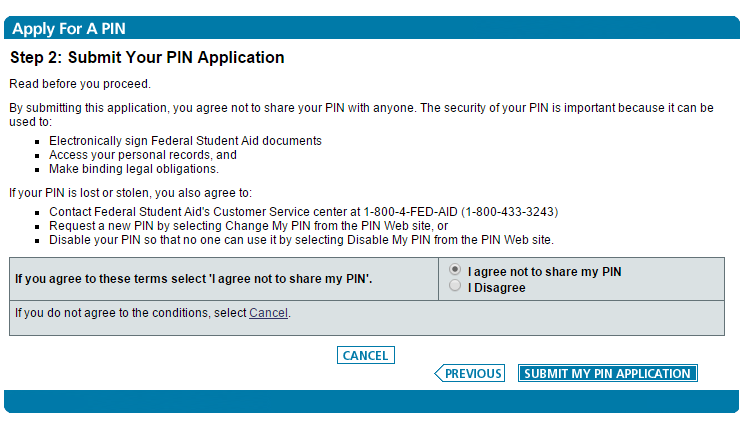 Apply For A PIN
Step 2: Submit Your PIN Application
Read before you proceed.
By submitting this application, you agree not to share your PIN with anyone. The security of your PIN is important because it can be
used to:
Electronically sign Federal Student Aid documents
Access your personal records, and
Make binding legal obligations.
If your PIN is lost or stolen, you also agree to:
Contact Federal Student Aid's Customer Service center at 1-800-4-FED-AID (1-800-433-3243)
Request a new PIN by selecting Change My PIN from the PIN Web site, or
Disable your PIN so that no one can use it by selecting Disable My PIN from the PIN Web site.
If you agree to these terms select 'I agree not to share my PIN'.
I agree not to share my PIN
I Disagree
If you do not agree to the conditions, select Cancel.
CANCEL
PREVIOUS
SUBMIT MY PIN APPLICATION